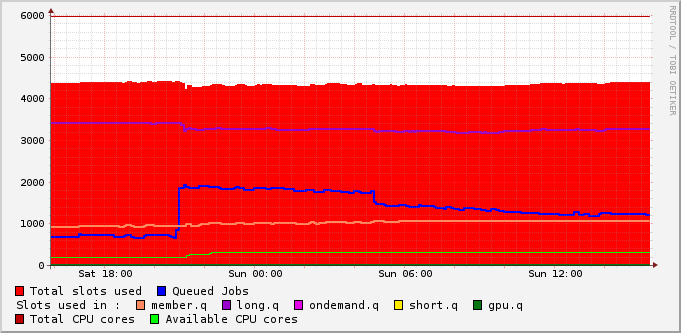 6000
5000
4000
3000
2000
1000
0
Sat 18:00 Sun 00:00 Sun 06:00 Sun 12:00
Total slots used Queued Jobs
Slots used in : member.q long.q ondemand.q short.q gpu.q
Total CPU cores Available CPU cores
RRDTOOL / TOBI OETIKER